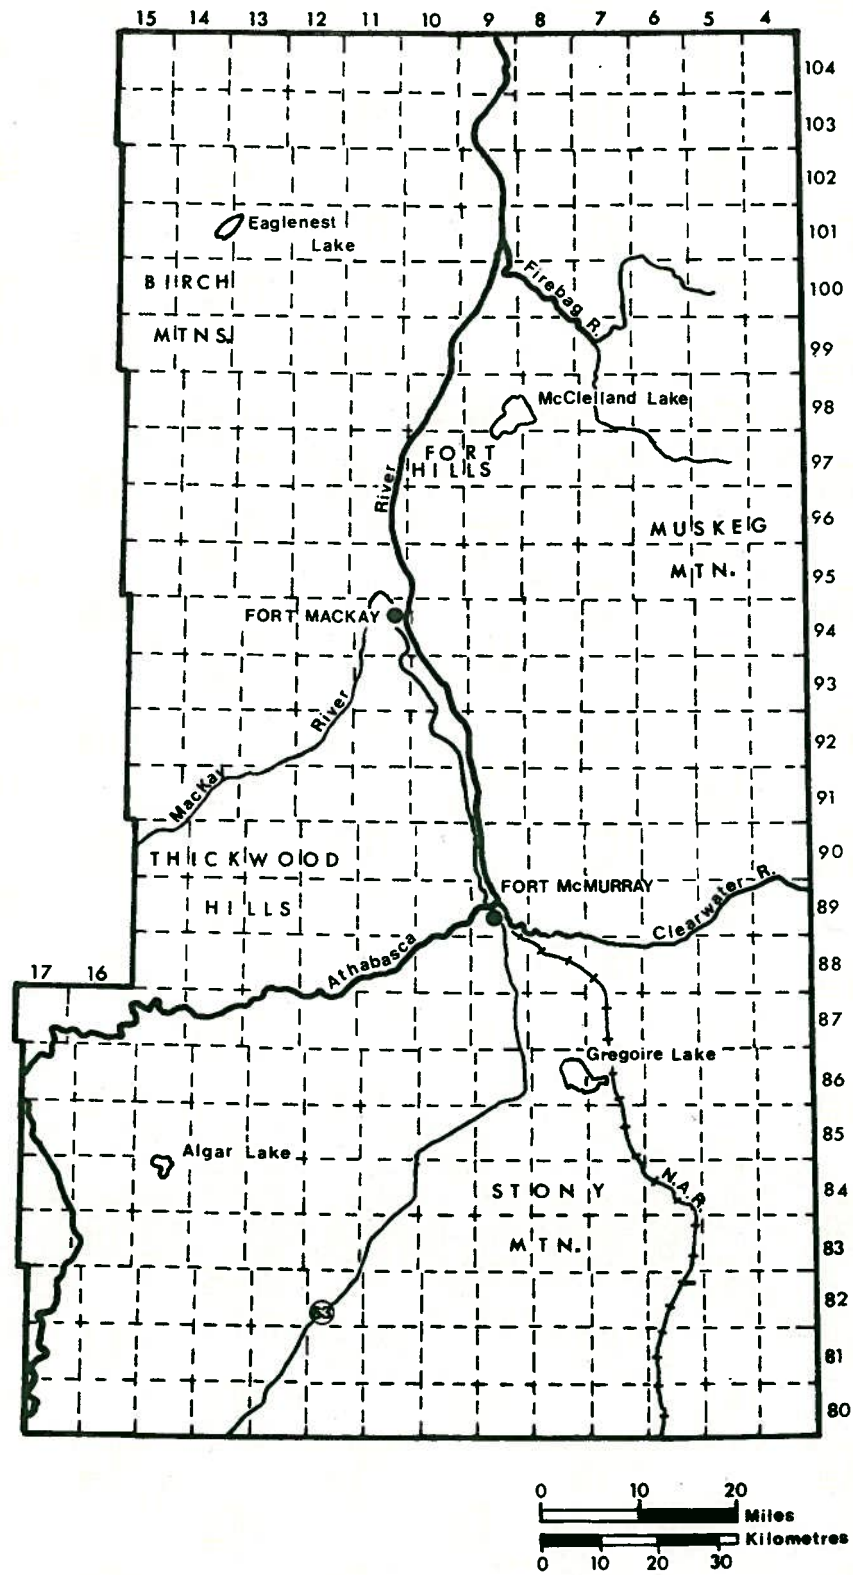 15 14 13 12 11 10 9 8 7 6 5 4
104
103
102
Eaglenest
Lake
101
Firebag R.
BIRCH
100
MTNS.
99
McClelland Lake
98
FORT
HILLS
97
River
96
MUSKEG
MTN.
95
FORT MACKAY
94
93
River
92
MacKay
91
THICKWOOD
90
FORT McMURRAY
HILLS
89
Clearwater R.
Athabasca
88
17 16
87
Gregoire Lake
86
85
Algar Lake
N.A.R.
STONY
84
MTN.
83
63
82
81
80
0 10 20
Miles
Kilometres
0 10 20 30